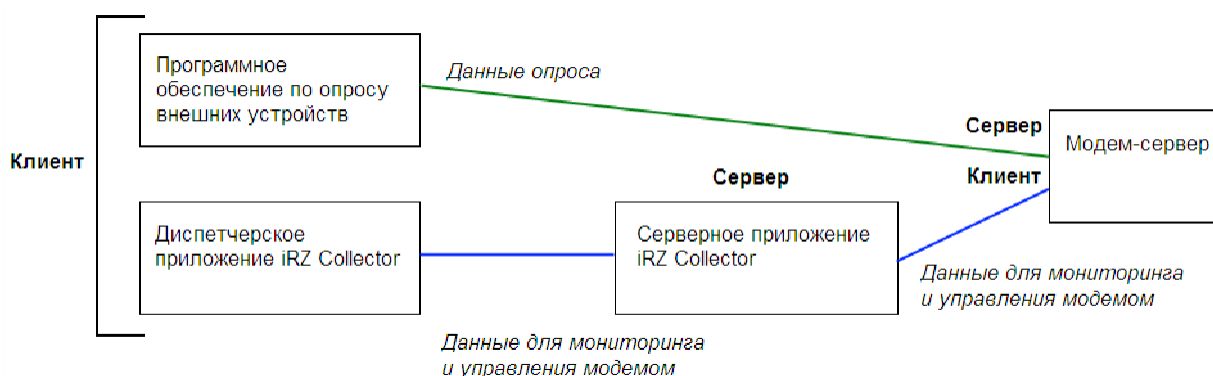 Программное
обеспечение по опросу
внешних устройств
Данные опроса
Сервер
Модем-сервер
Клиент
Клиент
Сервер
Диспетчерское
приложение iRZ Collector
Серверное приложение
iRZ Collector
Данные для мониторинга
и управления модемом
Данные для мониторинга
и управления модемом